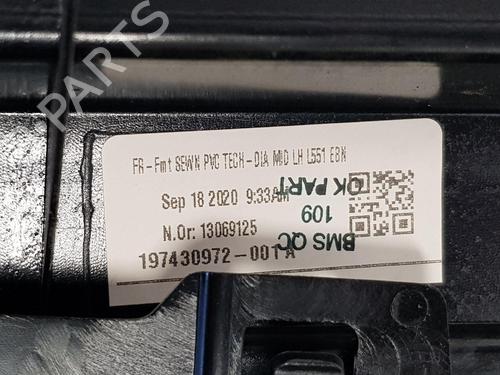 FR-Fmt SEWN PVC TECH-DIA MID LH L551 EBN
Sep 18 2020 9:33AM
N.Or: 13069125
197430972-001 A
BMS QC
109
OK PART
PARTS